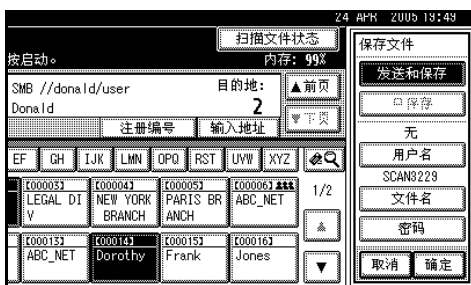 24 APR 2005 19:49
扫描文件状态
按启动。
内存: 99%
SMB //donald/user
目的地:
2
Donald
注册编号
输入地址
▲前页
▼下页
EF GH IJK LMN OPQ RST UVW XYZ
1/2
[00003]
LEGAL DI
V
[00004]
NEW YORK
BRANCH
[00005]
PARIS BR
ANCH
[00006]
ABC_NET
[00013]
ABC_NET
[00014]
Dorothy
[00015]
Frank
[00016]
Jones
▼
保存文件
发送和保存
保存
无
用户名
SCAN3229
文件名
密码
取消
确定